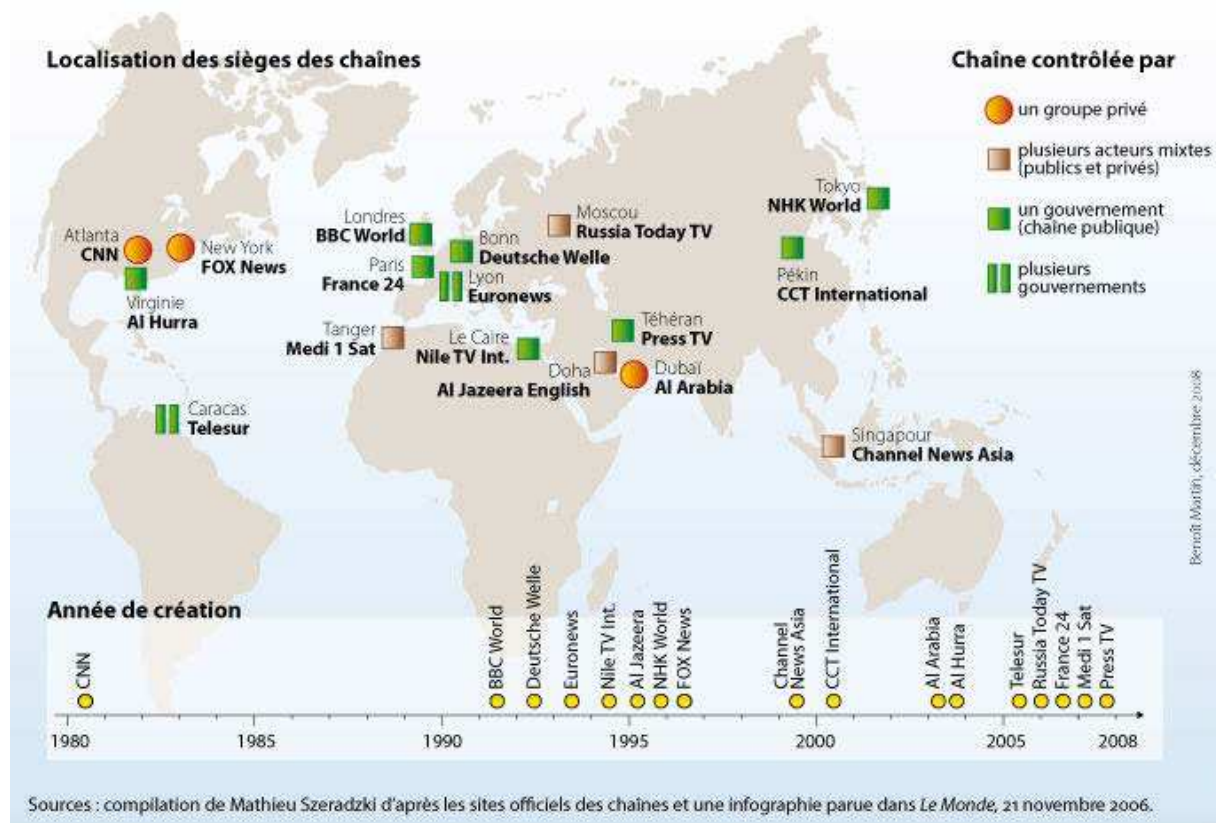 Localisation des sièges des chaînes
Chaîne contrôlée par
un groupe privé
plusieurs acteurs mixtes
(publics et privés)
un gouvernement
(chaîne publique)
plusieurs
gouvernements
Atlanta
CNN
New York
FOX News
Virginie
Al Hurra
Caracas
Telesur
Londres
BBC World
Paris
France 24
Bonn
Deutsche Welle
Lyon
Euronews
Moscou
Russia Today TV
Tanger
Medi 1 Sat
Le Caire
Nile TV Int.
Doha
Al Jazeera English
Téhéran
Press TV
Dubaï
Al Arabia
Tokyo
NHK World
Pékin
CCT International
Singapour
Channel News Asia
Benoît Martin, décembre 2008
Année de création
CNN
BBC World
Deutsche Welle
Euronews
Nile TV Int.
Al Jazeera
NHK World
FOX News
Channel
News Asia
CCT International
Al Arabia
Al Hurra
Telesur
Russia Today TV
France 24
Medi 1 Sat
Press TV
1980
1985
1990
1995
2000
2005
2008
Sources : compilation de Mathieu Szeradzki d'après les sites officiels des chaînes et une infographie parue dans Le Monde, 21 novembre 2006.